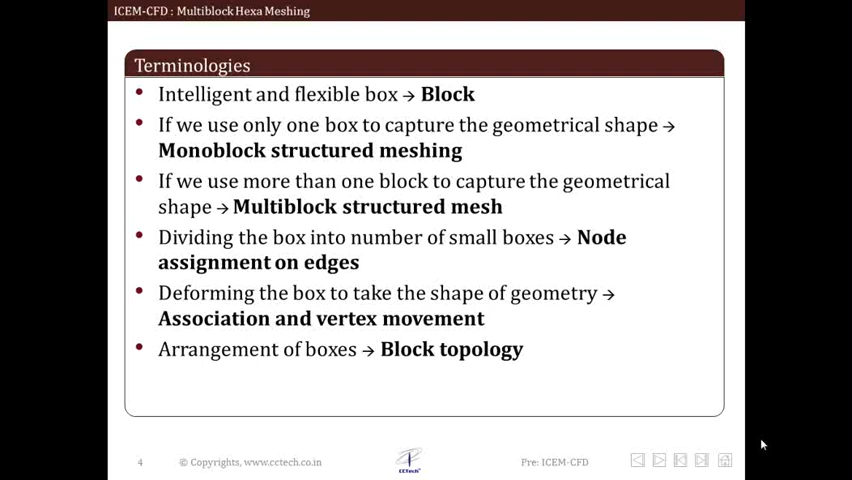 ICEM-CFD : Multiblock Hexa Meshing
Terminologies
• Intelligent and flexible box → Block
• If we use only one box to capture the geometrical shape →
Monoblock structured meshing
• If we use more than one block to capture the geometrical
shape → Multiblock structured mesh
• Dividing the box into number of small boxes → Node
assignment on edges
• Deforming the box to take the shape of geometry →
Association and vertex movement
• Arrangement of boxes → Block topology
4 © Copyrights, www.cctech.co.in CCTech Pre: ICEM-CFD